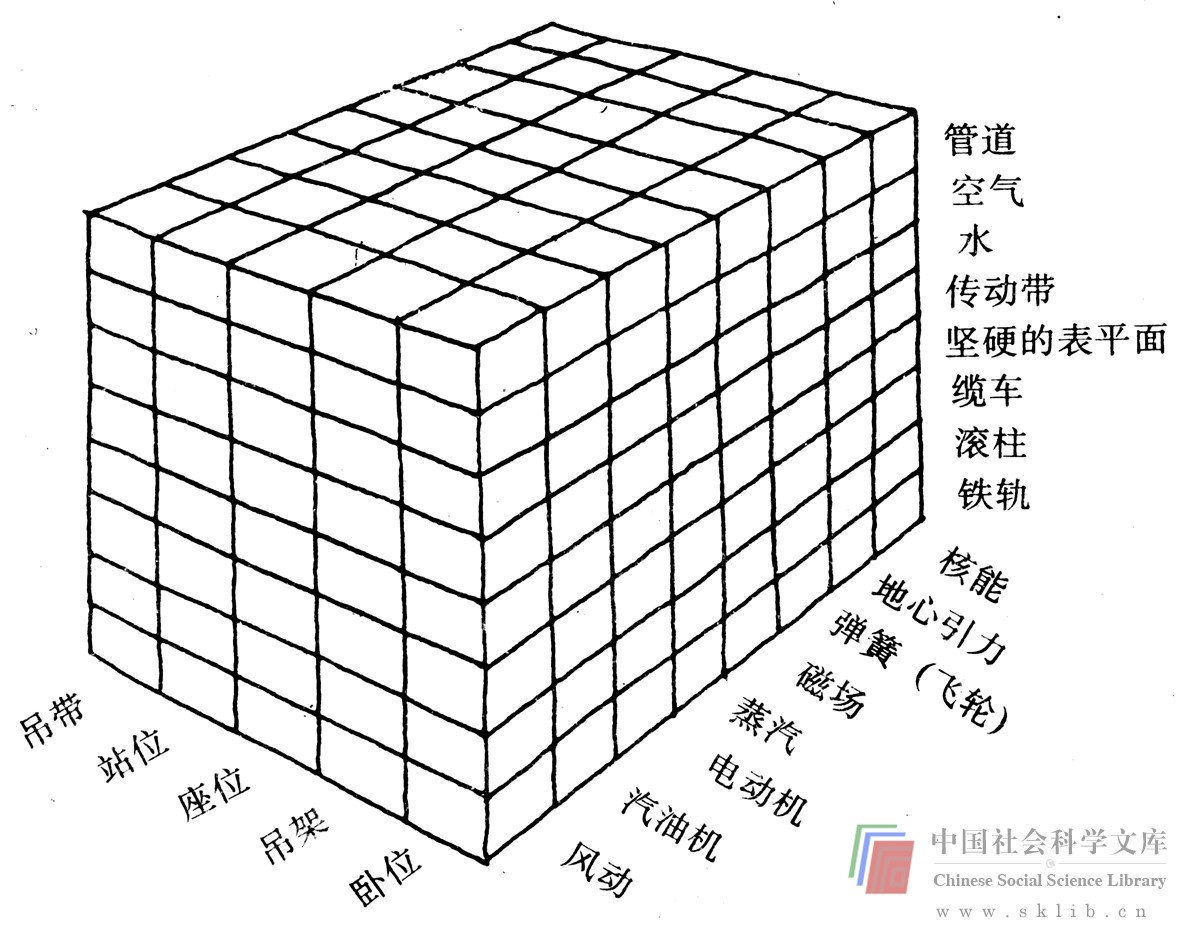 管道
空气
水
传动带
坚硬的表平面
缆车
滚柱
铁轨
核能
地心引力
弹簧（飞轮）
磁场
蒸汽
电动机
汽油机
风动
吊带
站位
座位
吊架
卧位
中国社会科学文库
Chinese Social Science Library
www.sklib.cn